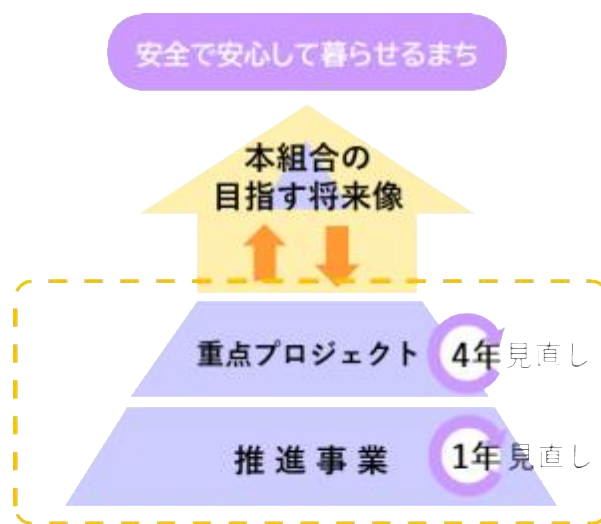 安全で安心して暮らせるまち
本組合の
目指す将来像
重点プロジェクト
4年見直し
推進事業
1年見直し